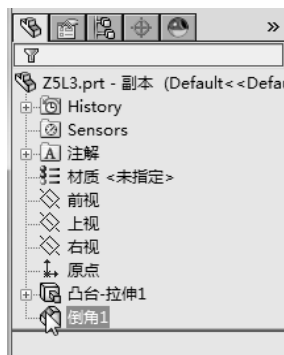 »
Z5L3.prt - 副本 (Default<<Defau
History
Sensors
A 注解
材质 <未指定>
前视
上视
右视
原点
凸台-拉伸1
倒角1